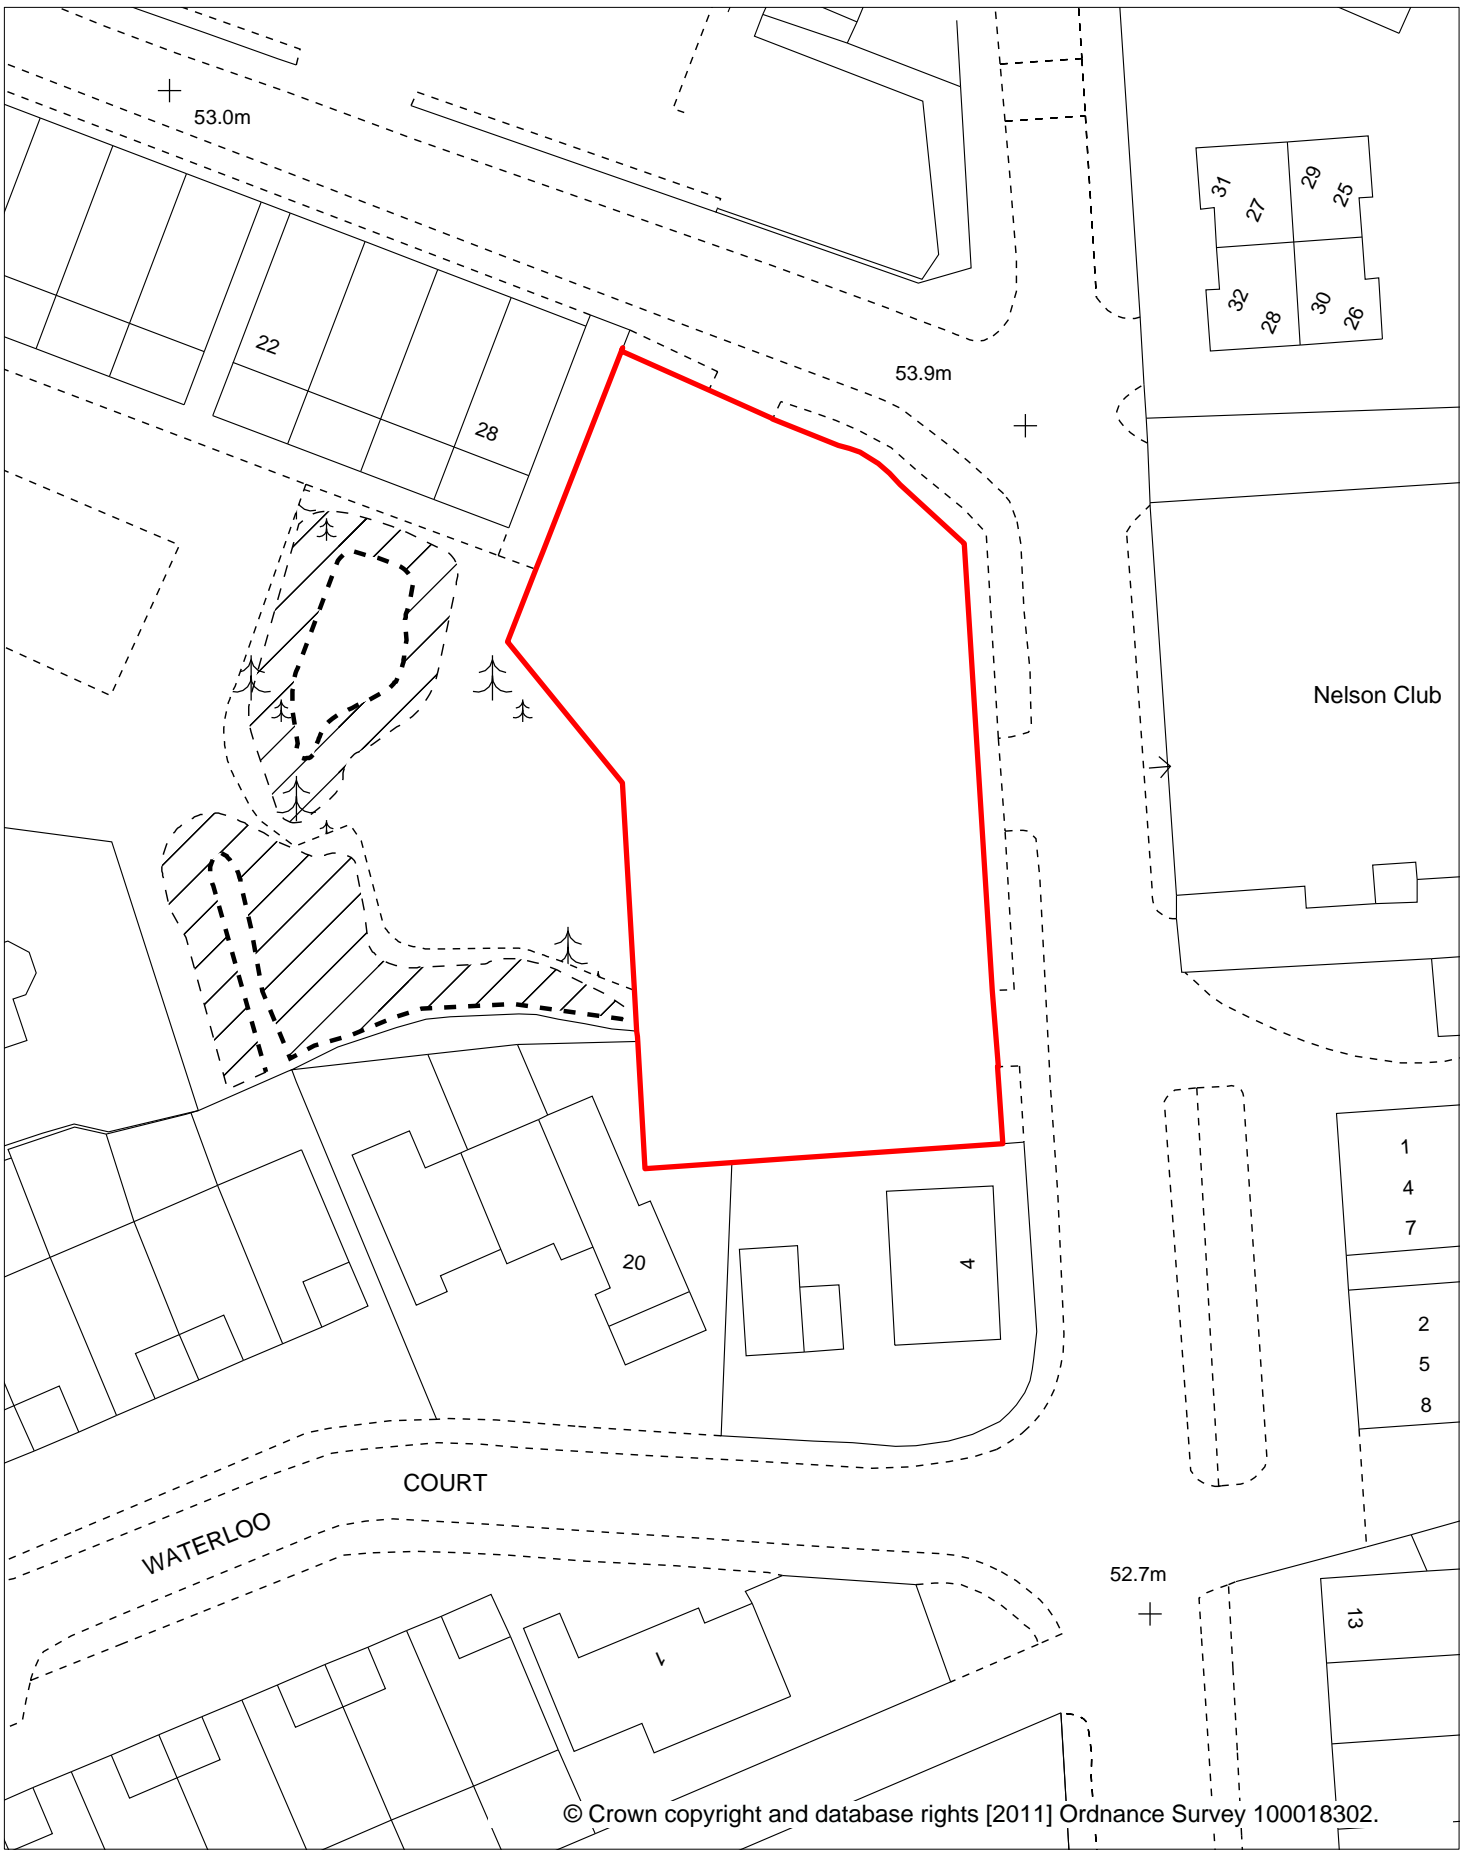 53.0m
31
29
27
25
32
30
28
26
22
53.9m
28
Nelson Club
1
4
7
20
4
2
5
8
COURT
WATERLOO
52.7m
13
1
© Crown copyright and database rights [2011] Ordnance Survey 100018302.